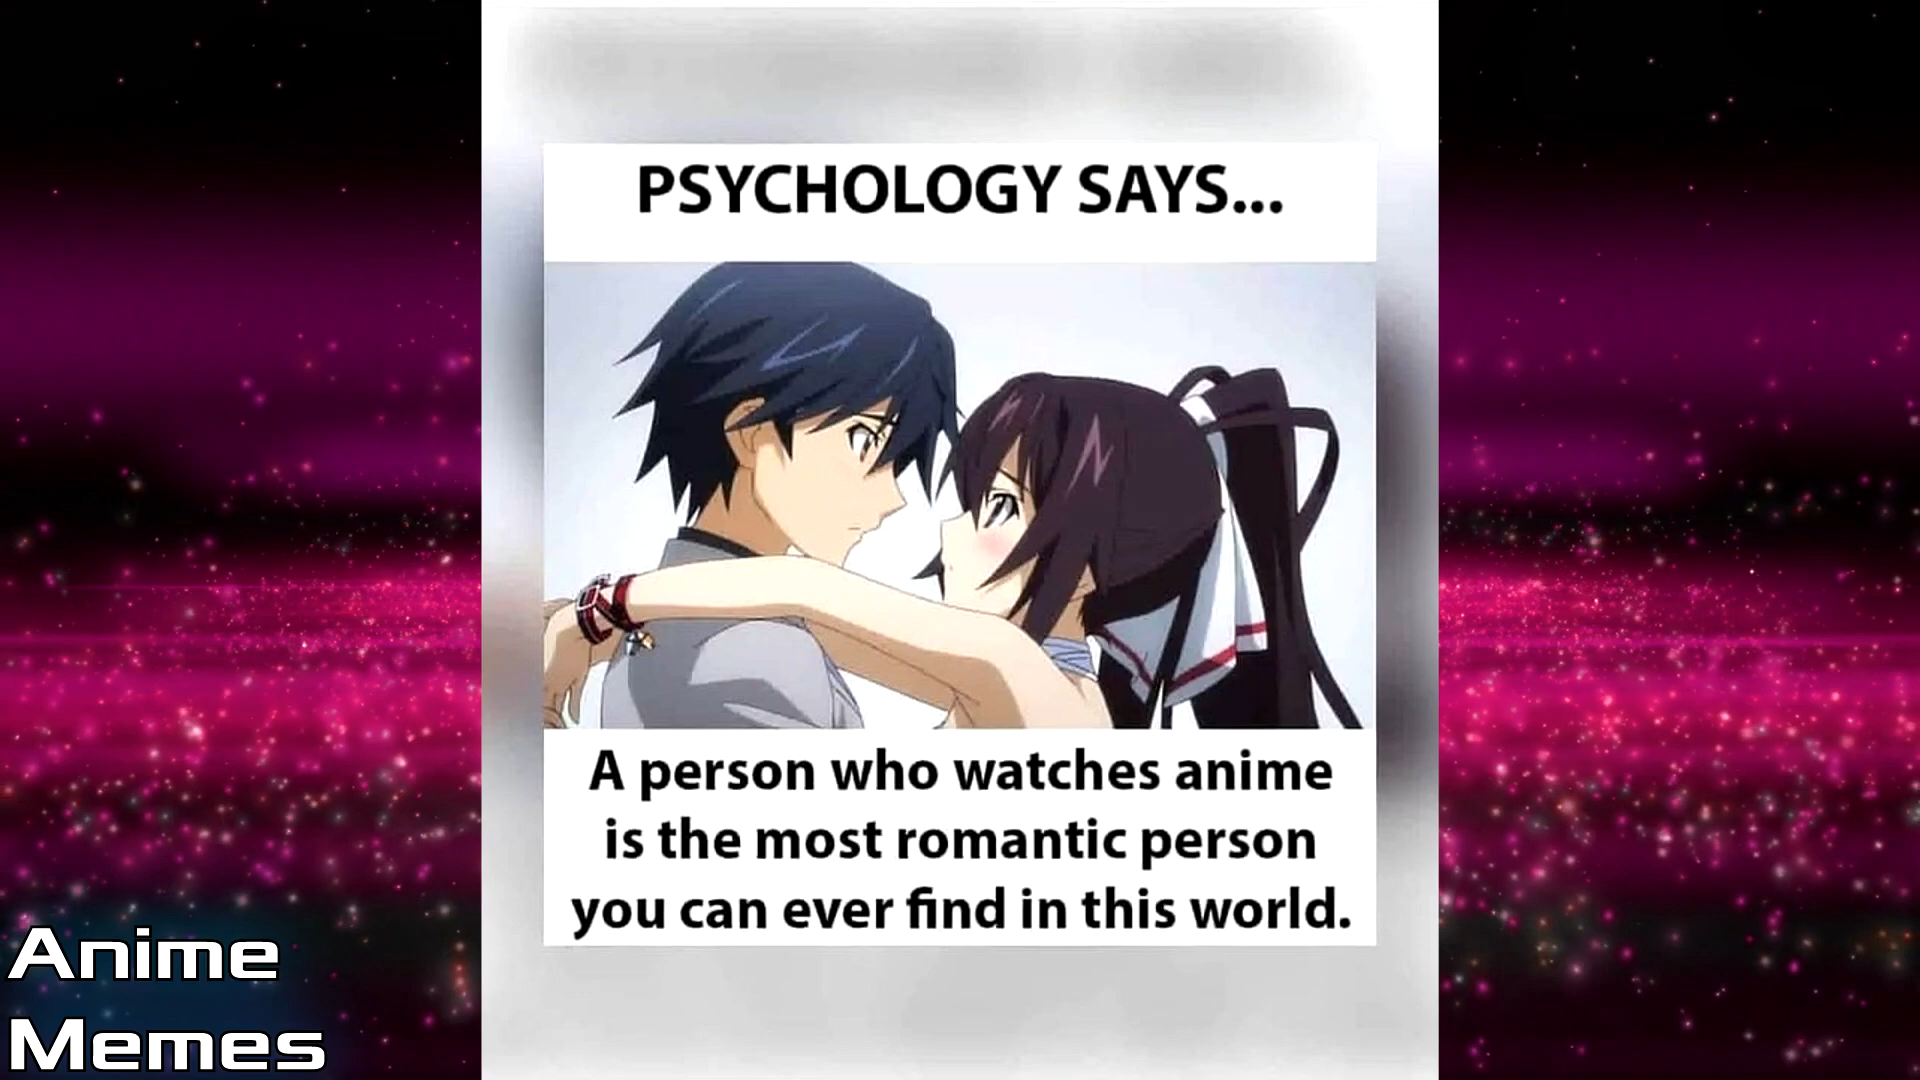 PSYCHOLOGY SAYS...
A person who watches anime
is the most romantic person
you can ever find in this world.
Anime
Memes